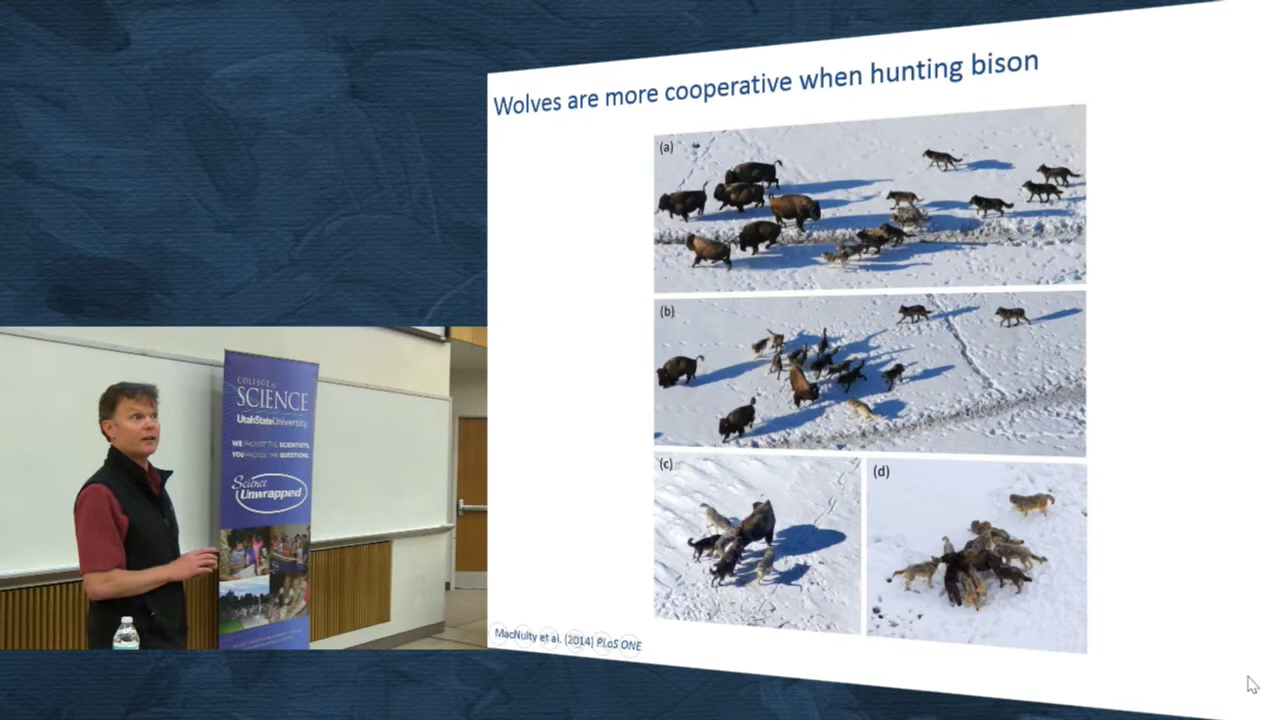 Wolves are more cooperative when hunting bison
(a)
(b)
(c)
(d)
MacNulty et al. (2014) PLoS ONE
COLLEGE of
SCIENCE
UtahStateUniversity
WE PROVIDE THE SCIENTISTS,
YOU PROVIDE THE QUESTIONS.
Science
Unwrapped